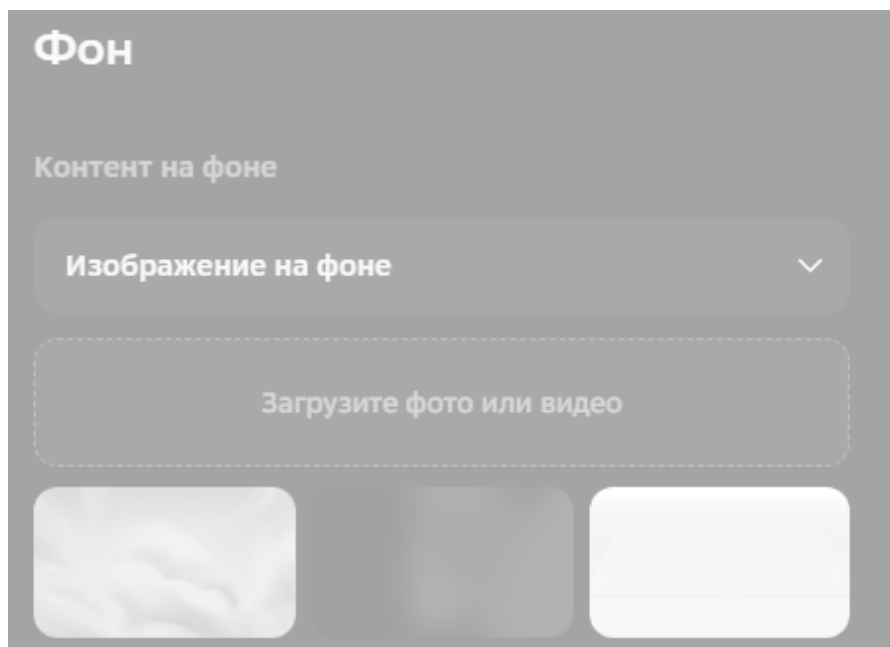 Фон
Контент на фоне
Изображение на фоне
Загрузите фото или видео